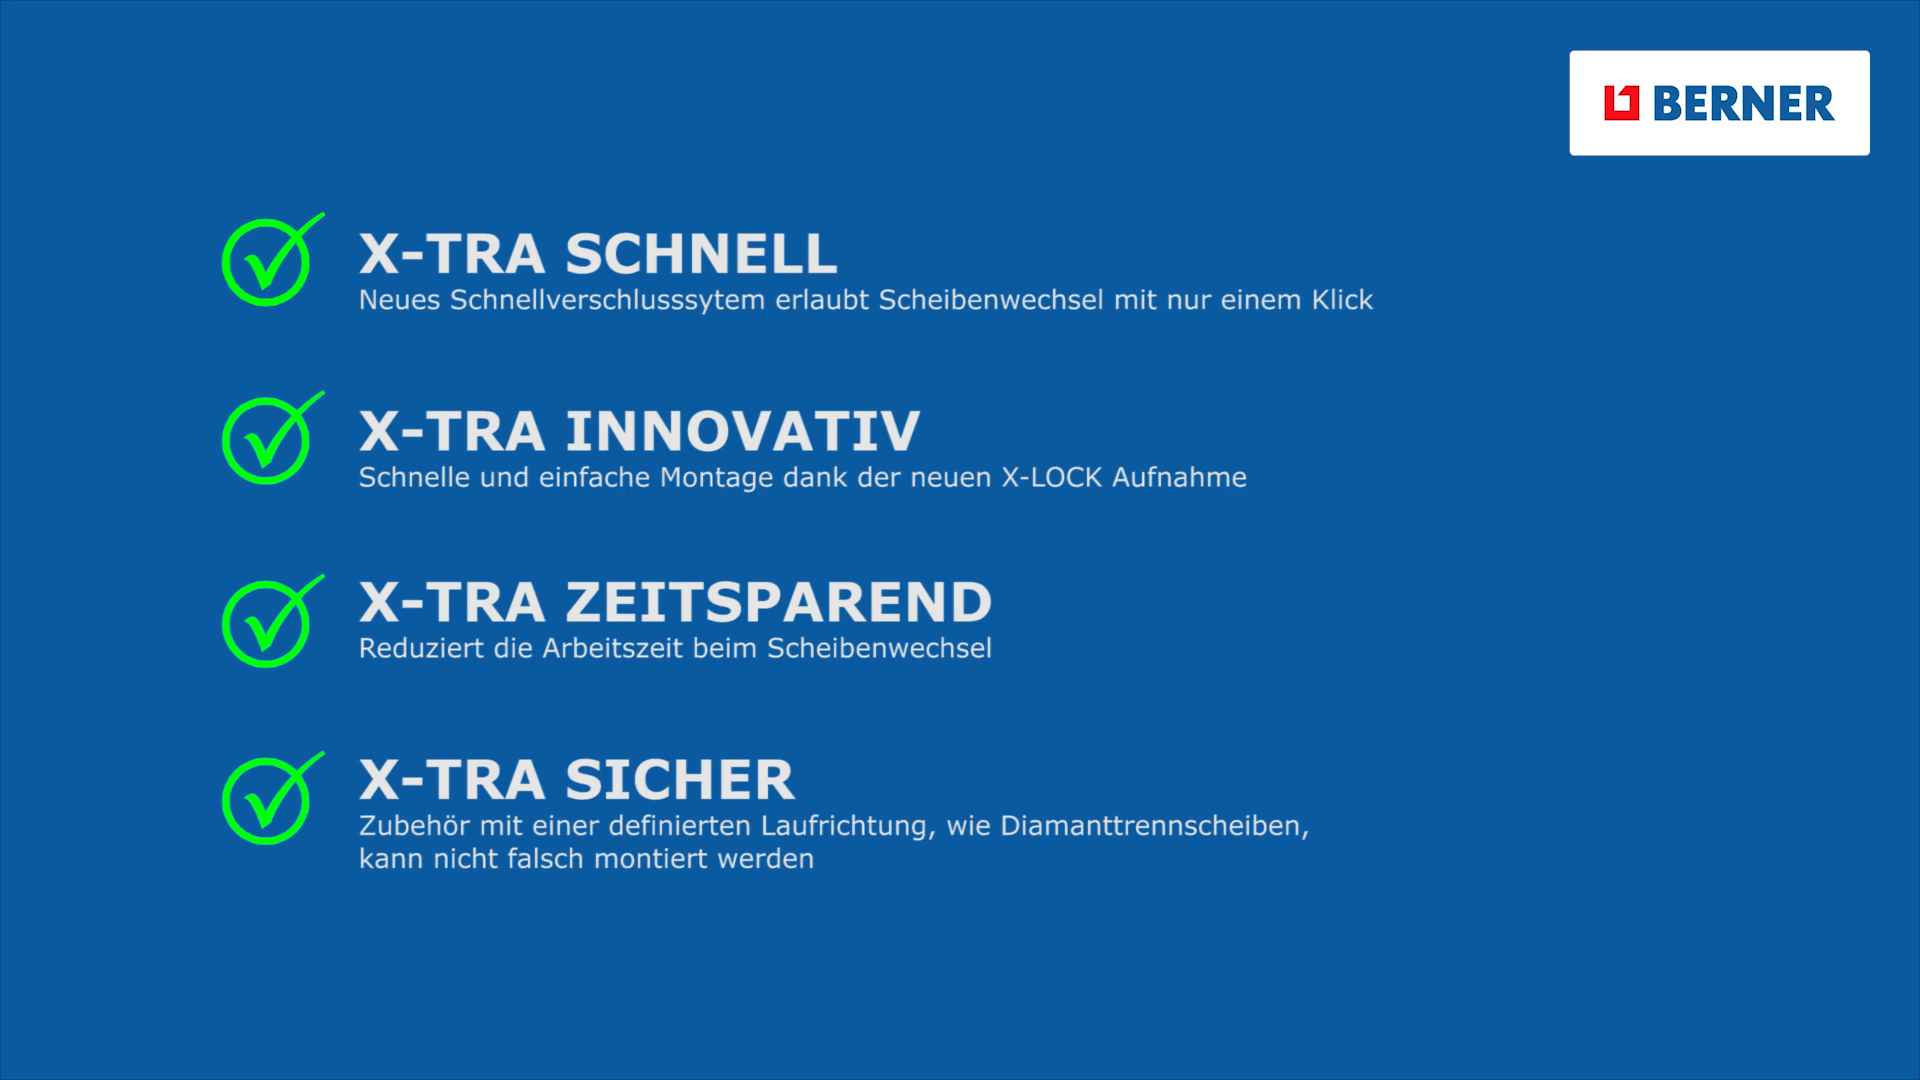 BERNER
X-TRA SCHNELL
Neues Schnellverschlusssytem erlaubt Scheibenwechsel mit nur einem Klick
X-TRA INNOVATIV
Schnelle und einfache Montage dank der neuen X-LOCK Aufnahme
X-TRA ZEITSPAREND
Reduziert die Arbeitszeit beim Scheibenwechsel
X-TRA SICHER
Zubehör mit einer definierten Laufrichtung, wie Diamanttrennscheiben,
kann nicht falsch montiert werden